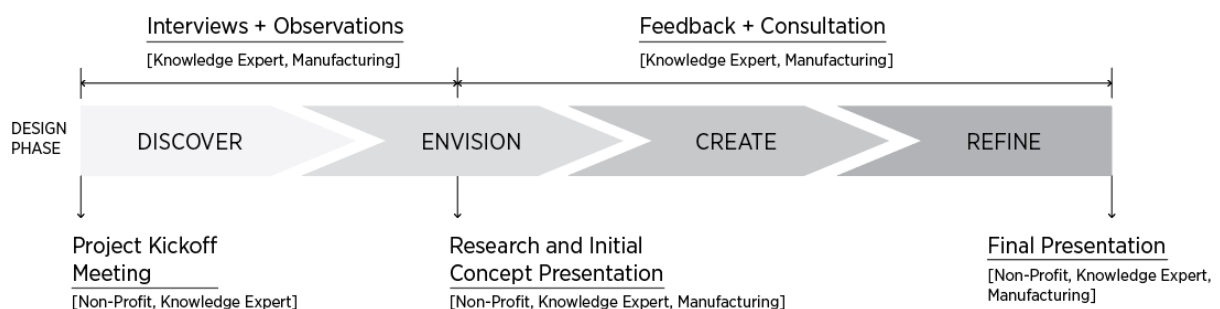 Interviews + Observations
[Knowledge Expert, Manufacturing]
Feedback + Consultation
[Knowledge Expert, Manufacturing]
DESIGN
PHASE
DISCOVER
ENVISION
CREATE
REFINE
Project Kickoff
Meeting
[Non-Profit, Knowledge Expert]
Research and Initial
Concept Presentation
[Non-Profit, Knowledge Expert, Manufacturing]
Final Presentation
[Non-Profit, Knowledge Expert,
Manufacturing]